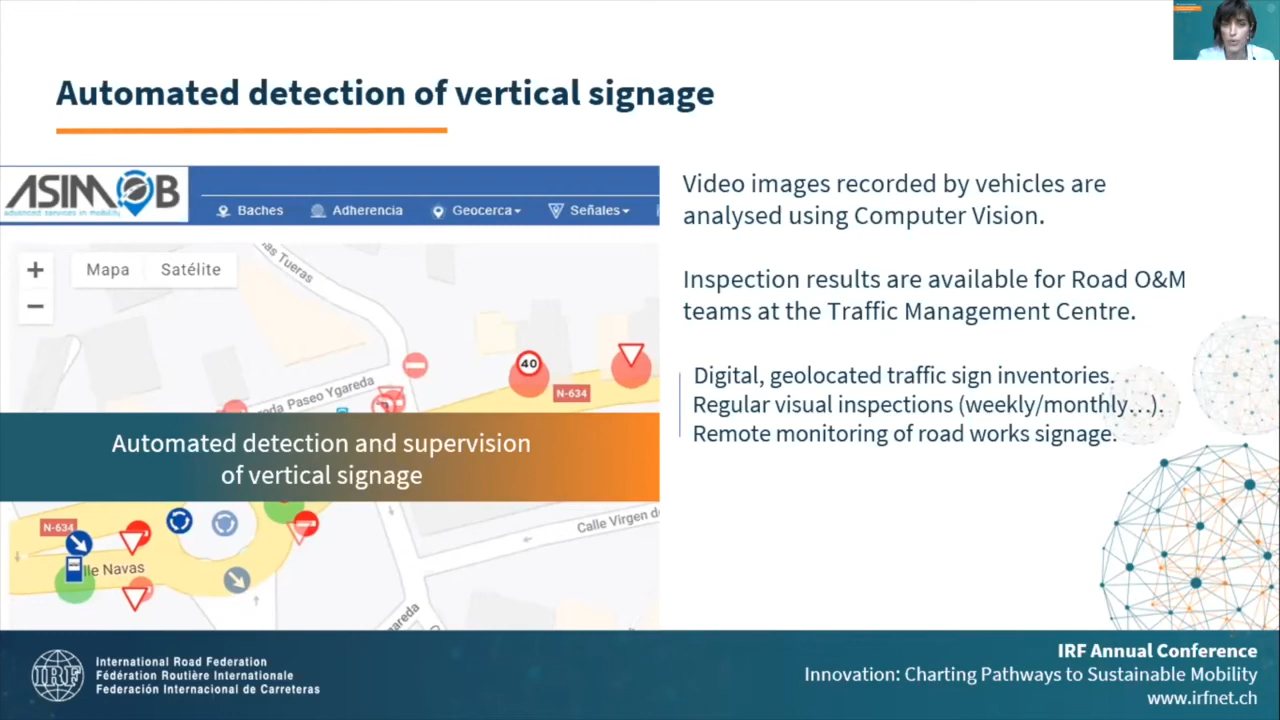 Automated detection of vertical signage
ASIMOB
advanced services in mobility
Baches
Adherencia
Geocerca
Señales
+
Mapa
Satélite
−
as Tueras
40
N-634
eda Paseo Ygareda
Automated detection and supervision
of vertical signage
N-634
lle Navas
Calle Virgen d
gareda
Video images recorded by vehicles are
analysed using Computer Vision.
Inspection results are available for Road O&M
teams at the Traffic Management Centre.
Digital, geolocated traffic sign inventories.
Regular visual inspections (weekly/monthly…).
Remote monitoring of road works signage.
IRF
International Road Federation
Fédération Routière Internationale
Federación Internacional de Carreteras
IRF Annual Conference
Innovation: Charting Pathways to Sustainable Mobility
www.irfnet.ch